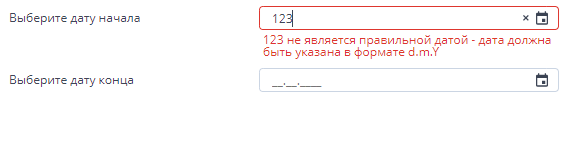 Выберите дату начала
123
123 не является правильной датой - дата должна
быть указана в формате d.m.Y
Выберите дату конца
__.__.____